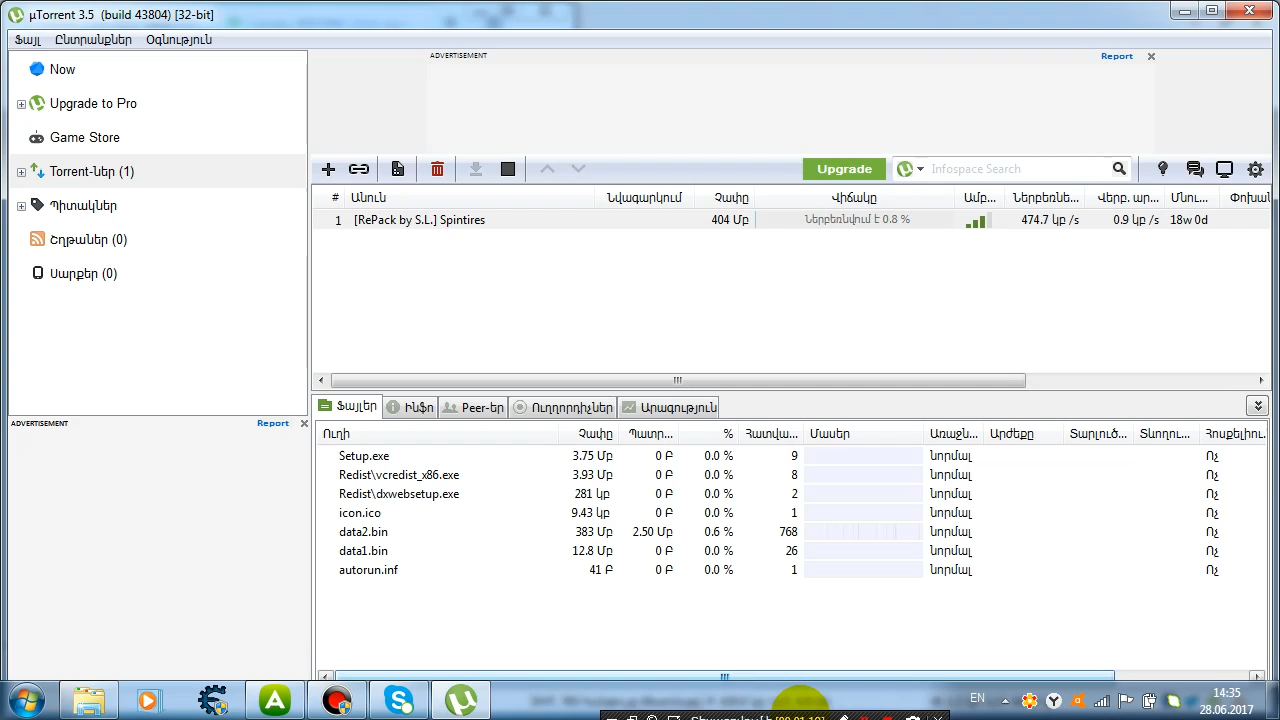 µTorrent 3.5 (build 43804) [32-bit]
Ֆայլ Ընտրանքներ Օգնություն
ADVERTISEMENT Report
Now
Upgrade to Pro
Game Store
Torrent-ներ (1)
Պիտակներ
Հղթաներ (0)
Սարքեր (0)
ADVERTISEMENT Report
Upgrade Infospace Search
# Անուն Նվագարկում Չափը Վիճակը Ամբ... Ներբեռնե... Վերբ. ար... Մնու...
1 [RePack by S.L.] Spintires 404 Մբ Ներբեռնվում է 0.8 % 474.7 կբ /s 0.9 կբ /s 18w 0d
Ֆայլեր Ինֆո Peer-եր Ուղղորդիչներ Արագություն
Ուղի Չափը Պատր... % Հատվա... Մասեր Առաջն... Արժեքը Տարլուծ... Տևողու...
Setup.exe 3.75 Մբ 0 Բ 0.0 % 9 նորմալ Ոչ
Redist\vcredist_x86.exe 3.93 Մբ 0 Բ 0.0 % 8 նորմալ Ոչ
Redist\dxwebsetup.exe 281 կբ 0 Բ 0.0 % 2 նորմալ Ոչ
icon.ico 9.43 կբ 0 Բ 0.0 % 1 նորմալ Ոչ
data2.bin 383 Մբ 2.50 Մբ 0.6 % 768 նորմալ Ոչ
data1.bin 12.8 Մբ 0 Բ 0.0 % 26 նորմալ Ոչ
autorun.inf 41 Բ 0 Բ 0.0 % 1 նորմալ Ոչ
EN 14:35
28.06.2017